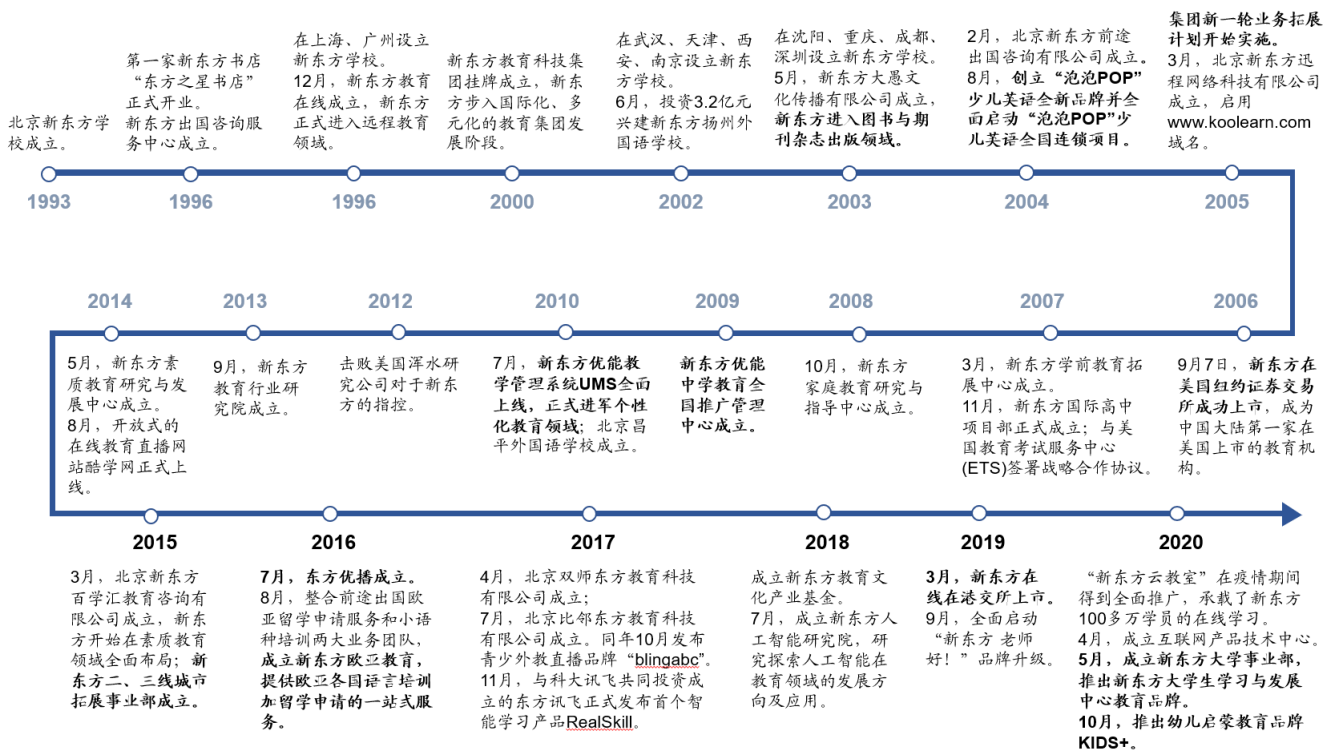 北京新东方学
校成立。
第一家新东方书店
“东方之星书店”
正式开业。
新东方出国咨询服
务中心成立。
在上海、广州设立
新东方学校。
12月，新东方教育
在线成立，新东方
正式进入远程教育
领域。
新东方教育科技集
团挂牌成立，新东
方步入国际化、多
元化的教育集团发
展阶段。
在武汉、天津、西
安、南京设立新东
方学校。
6月，投资3.2亿元
兴建新东方扬州外
国语学校。
在沈阳、重庆、成都、
深圳设立新东方学校。
5月，新东方大愚文
化传播有限公司成立，
新东方进入图书与期
刊杂志出版领域。
2月，北京新东方前途
出国咨询有限公司成立。
8月，创立“泡泡POP”
少儿英语全新品牌并全
面启动“泡泡POP”少
儿英语全国连锁项目。
集团新一轮业务拓展
计划开始实施。
3月，北京新东方迅
程网络科技有限公司
成立，启用
www.koolearn.com
域名。
1993
1996
1996
2000
2002
2003
2004
2005
2014
2013
2012
2010
2009
2008
2007
2006
5月，新东方素
质教育研究与发
展中心成立。
8月，开放式的
在线教育直播网
站酷学网正式上
线。
9月，新东方
教育行业研
究院成立。
击败美国浑水研
究公司对于新东
方的指控。
7月，新东方优能教
学管理系统UMS全面
上线，正式进军个性
化教育领域；北京昌
平外国语学校成立。
新东方优能
中学教育全
国推广管理
中心成立。
10月，新东方
家庭教育研究与
指导中心成立。
3月，新东方学前教育拓
展中心成立。
11月，新东方国际高中
项目部正式成立；与美
国教育考试服务中心
(ETS)签署战略合作协议。
9月7日，新东方在
美国纽约证券交易
所成功上市，成为
中国大陆第一家在
美国上市的教育机
构。
2015
2016
2017
2018
2019
2020
3月，北京新东方
百学汇教育咨询有
限公司成立，新东
方开始在素质教育
领域全面布局；新
东方二、三线城市
拓展事业部成立。
7月，东方优播成立。
8月，整合前途出国欧
亚留学申请服务和小语
种培训两大业务团队，
成立新东方欧亚教育，
提供欧亚各国语言培训
加留学申请的一站式服
务。
4月，北京双师东方教育科技
有限公司成立；
7月，北京比邻东方教育科技
有限公司成立。同年10月发布
青少外教直播品牌“blingabc”。
11月，与科大讯飞共同投资成
立的东方讯飞正式发布首个智
能学习产品RealSkill。
成立新东方教育文
化产业基金。
7月，成立新东方人
工智能研究院，研
究探索人工智能在
教育领域的发展方
向及应用。
3月，新东方在
线在港交所上市。
9月，全面启动
“新东方 老师
好！”品牌升级。
“新东方云教室”在疫情期间
得到全面推广，承载了新东方
100多万学员的在线学习。
4月，成立互联网产品技术中心。
5月，成立新东方大学事业部，
推出新东方大学生学习与发展
中心教育品牌。
10月，推出幼儿启蒙教育品牌
KIDS+。